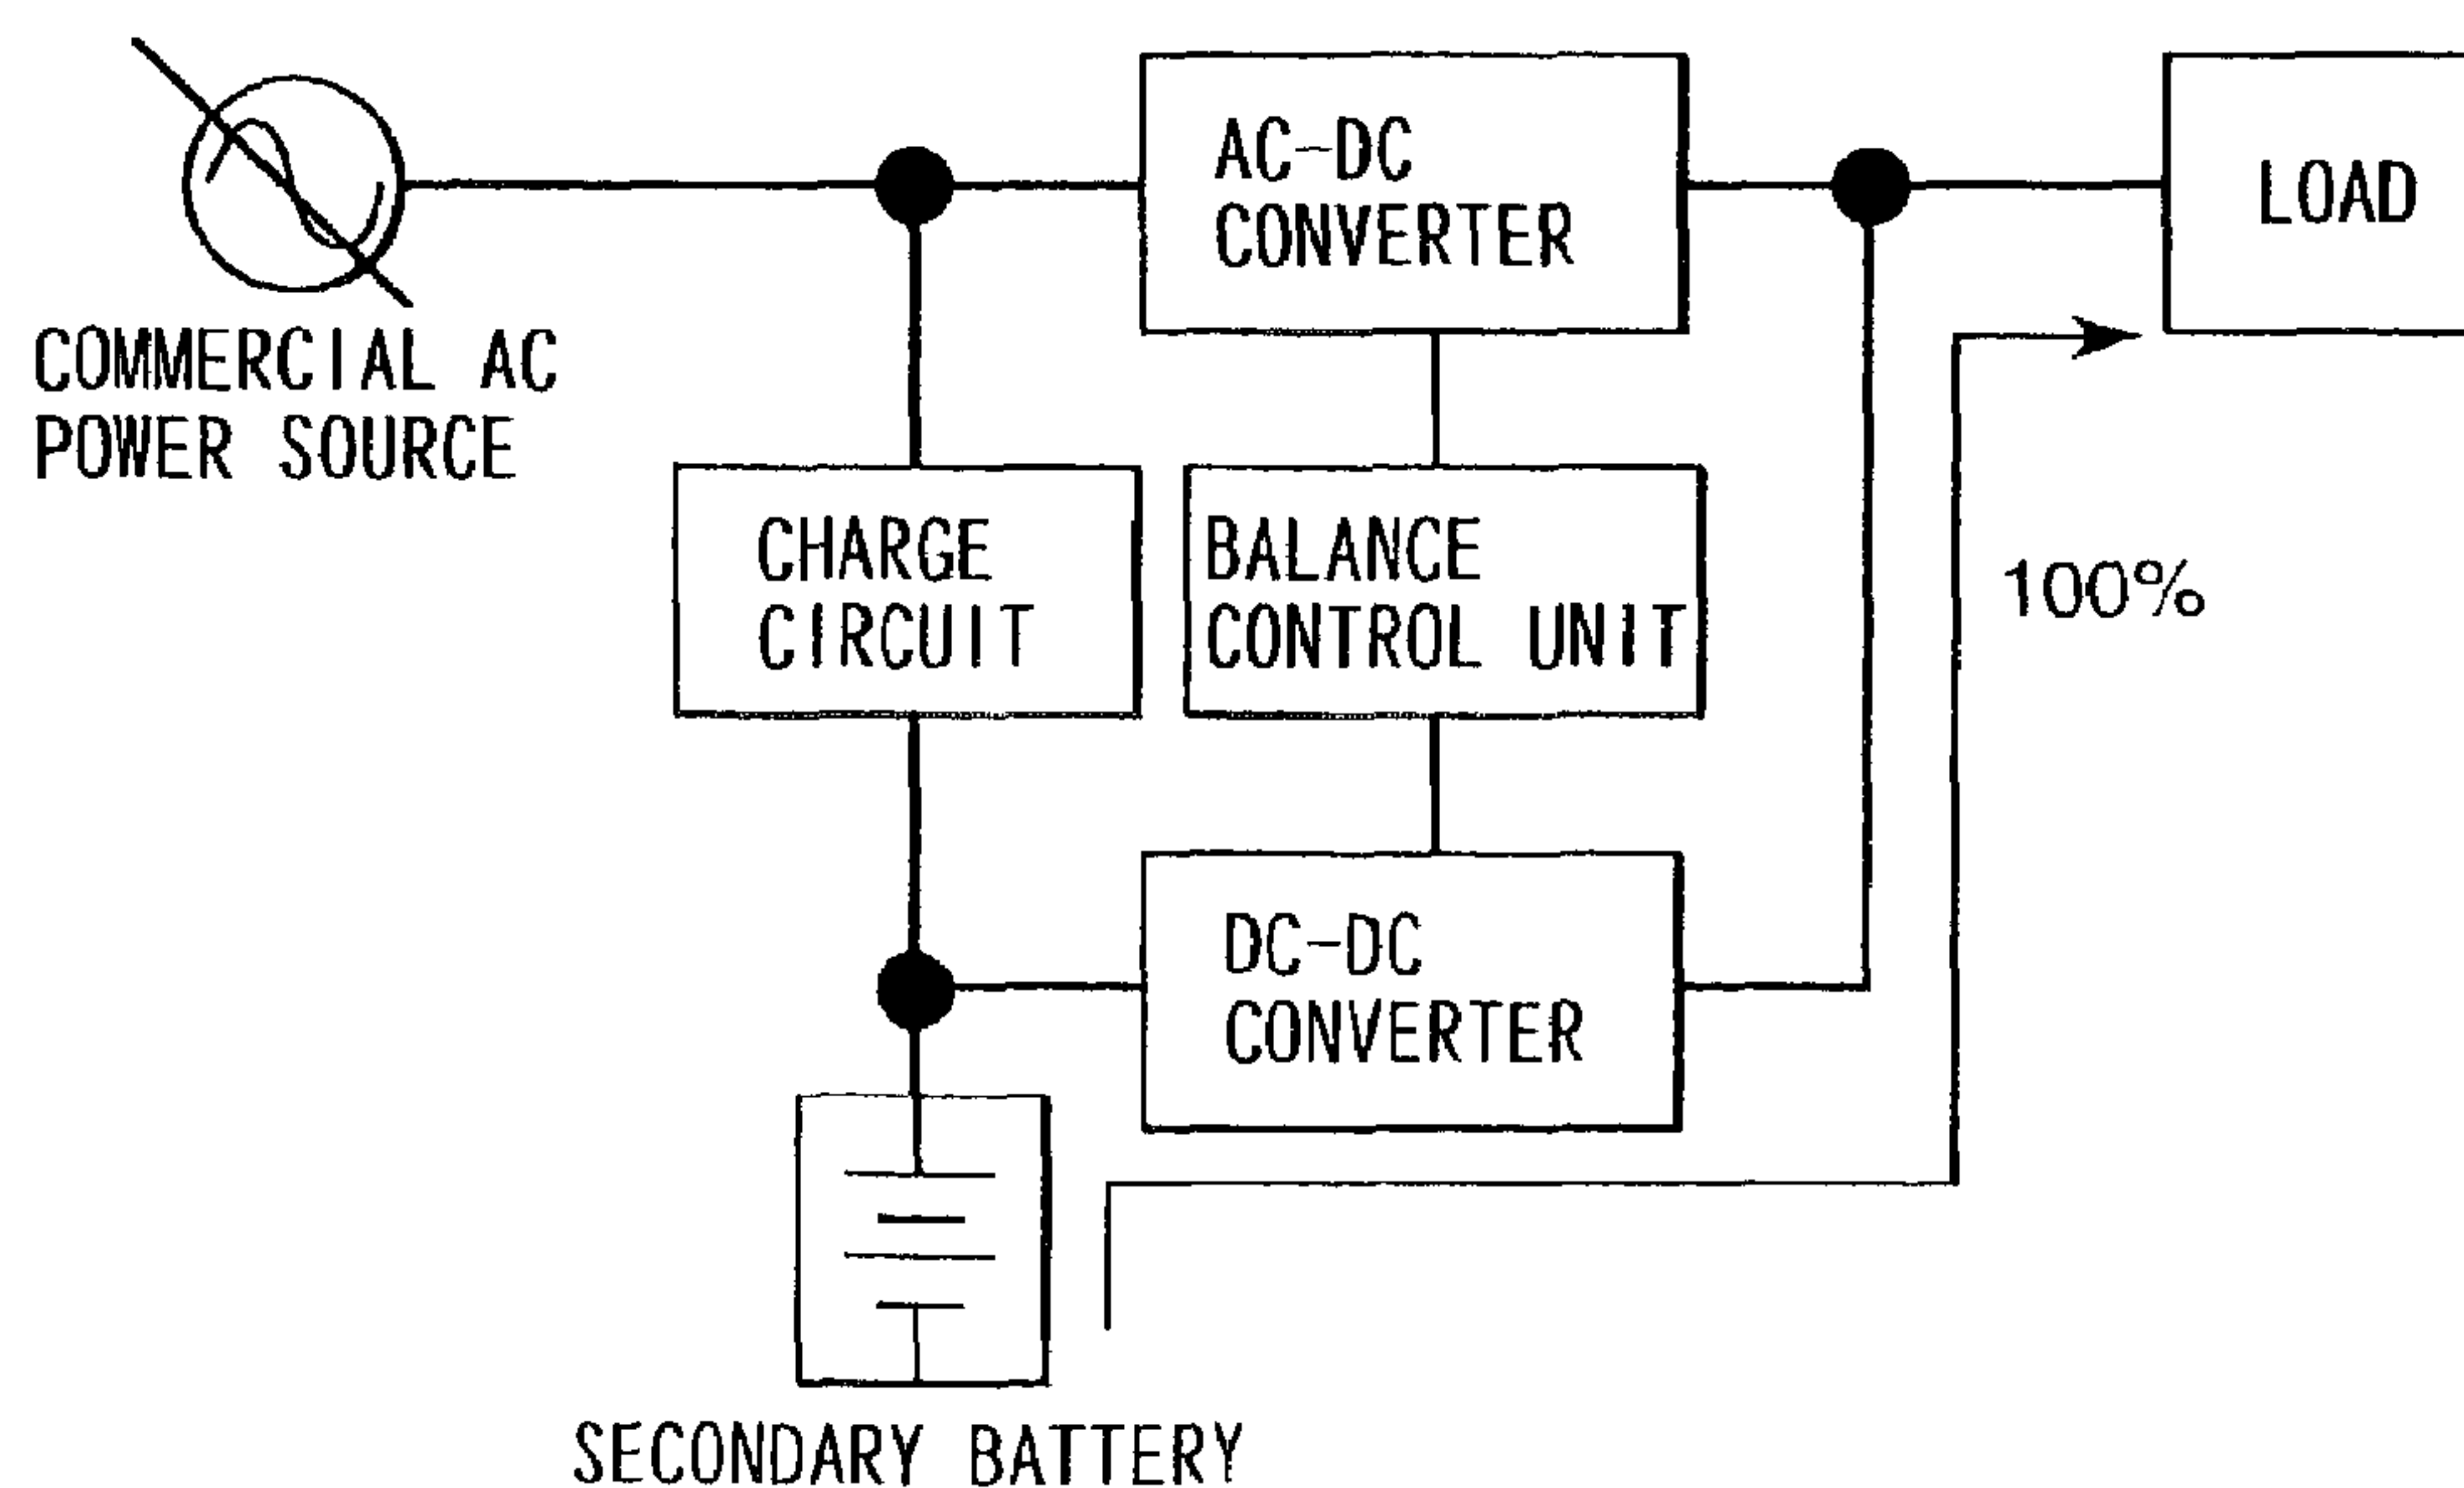 AC-DC
CONVERTER
LOAD
COMMERCIAL AC
POWER SOURCE
CHARGE
CIRCUIT
BALANCE
CONTROL UNIT
100%
DC-DC
CONVERTER
SECONDARY BATTERY